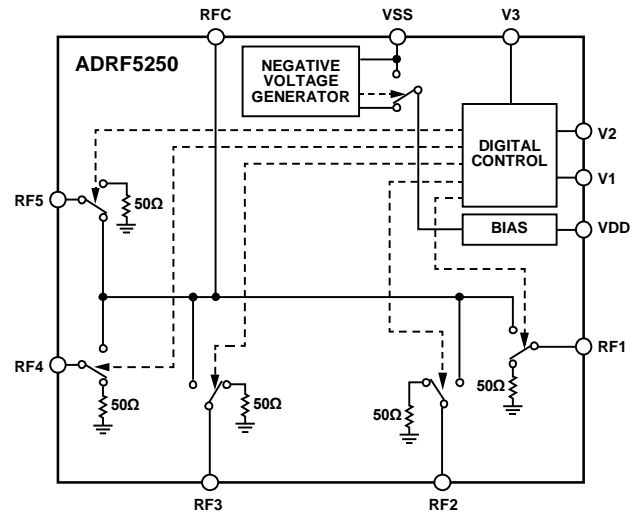 RFC
VSS
V3
ADRF5250
NEGATIVE
VOLTAGE
GENERATOR
DIGITAL
CONTROL
V2
V1
RF5
50Ω
BIAS
VDD
RF1
RF4
50Ω
50Ω
50Ω
50Ω
RF3
RF2